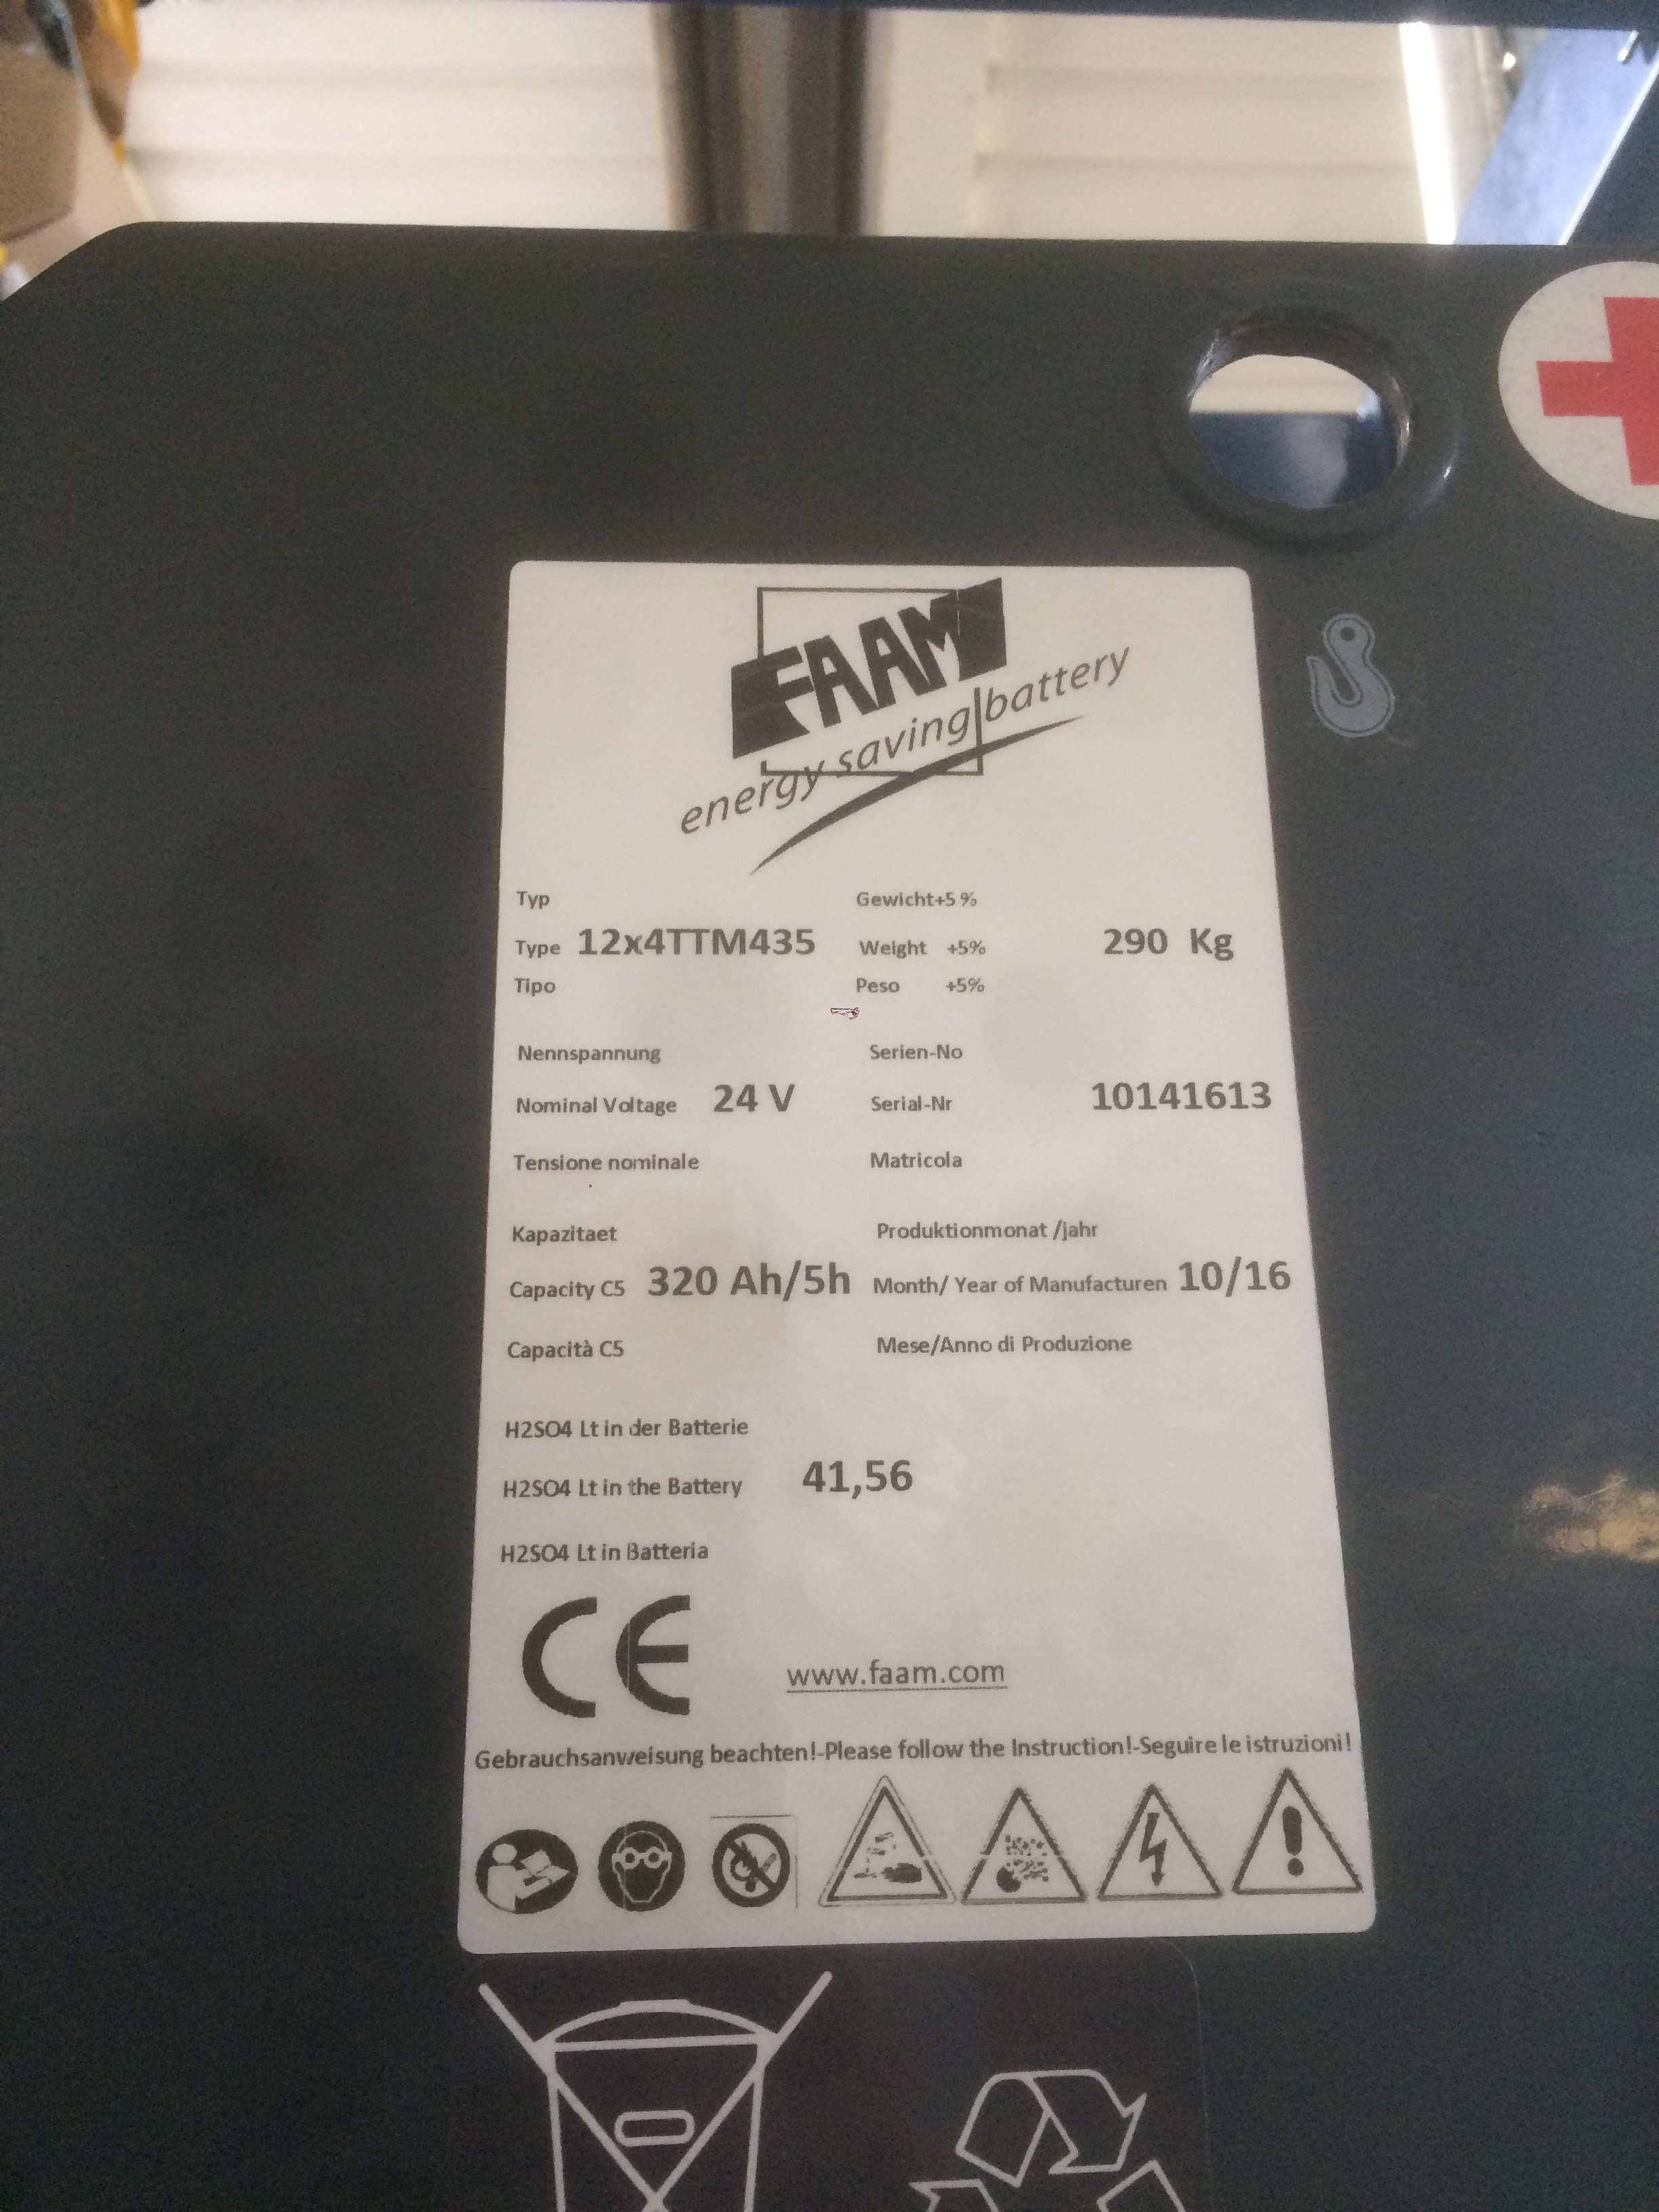 FAAM
energy saving battery
Typ Gewicht+5 %
Type 12x4TTM435 Weight +5% 290 Kg
Tipo Peso +5%
Nennspannung Serien-No
Nominal Voltage 24 V Serial-Nr 10141613
Tensione nominale Matricola
Kapazitaet Produktionmonat /jahr
Capacity C5 320 Ah/5h Month/ Year of Manufacturen 10/16
Capacità C5 Mese/Anno di Produzione
H2SO4 Lt in der Batterie
H2SO4 Lt in the Battery 41,56
H2SO4 Lt in Batteria
CE www.faam.com
Gebrauchsanweisung beachten!-Please follow the Instruction!-Seguire le istruzioni!